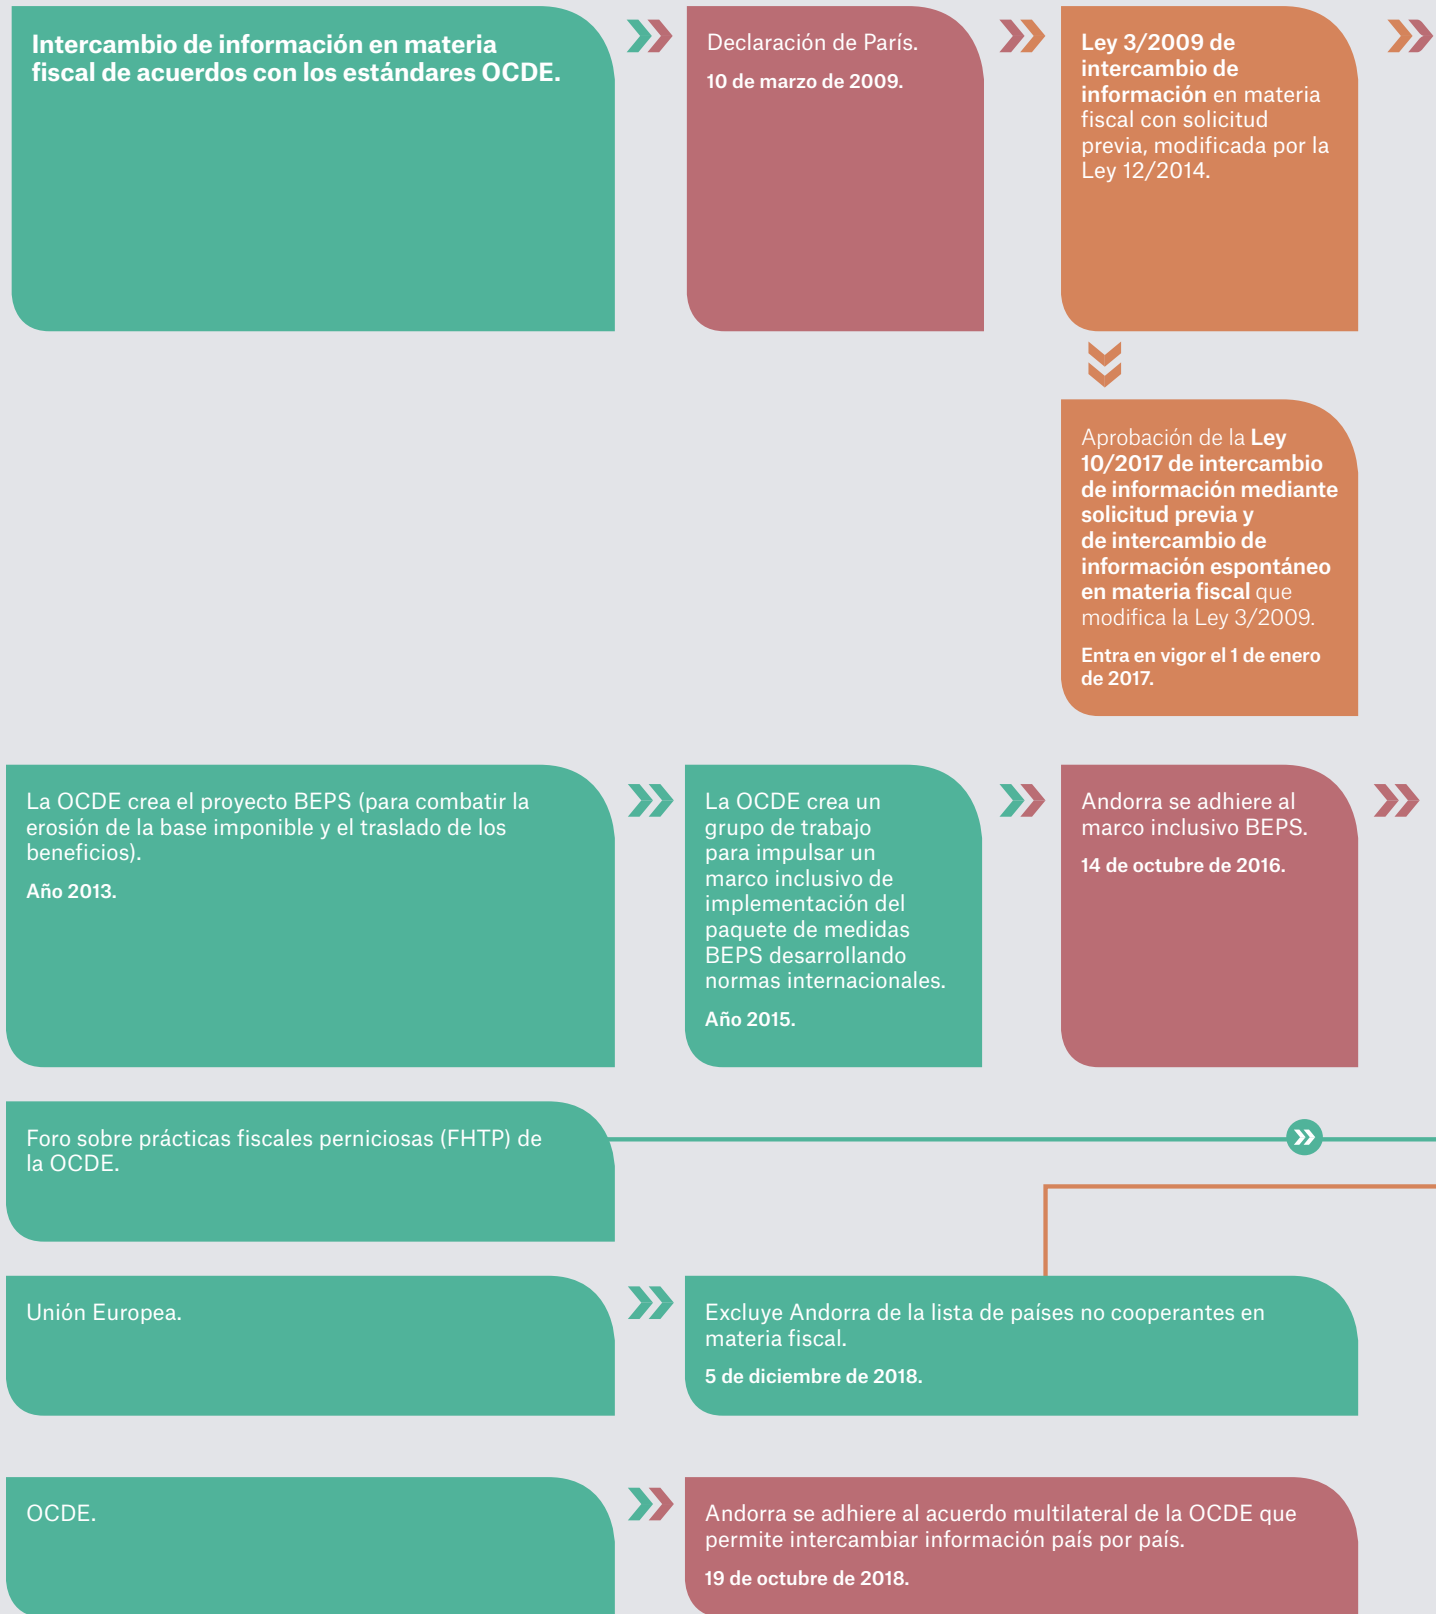 Intercambio de información en materia
fiscal de acuerdos con los estándares OCDE.
Declaración de París.
10 de marzo de 2009.
Ley 3/2009 de
intercambio de
información en materia
fiscal con solicitud
previa, modificada por la
Ley 12/2014.
Aprobación de la Ley
10/2017 de intercambio
de información mediante
solicitud previa y
de intercambio de
información espontáneo
en materia fiscal que
modifica la Ley 3/2009.
Entra en vigor el 1 de enero
de 2017.
La OCDE crea el proyecto BEPS (para combatir la
erosión de la base imponible y el traslado de los
beneficios).
Año 2013.
La OCDE crea un
grupo de trabajo
para impulsar un
marco inclusivo de
implementación del
paquete de medidas
BEPS desarrollando
normas internacionales.
Año 2015.
Andorra se adhiere al
marco inclusivo BEPS.
14 de octubre de 2016.
Foro sobre prácticas fiscales perniciosas (FHTP) de
la OCDE.
Unión Europea.
Excluye Andorra de la lista de países no cooperantes en
materia fiscal.
5 de diciembre de 2018.
OCDE.
Andorra se adhiere al acuerdo multilateral de la OCDE que
permite intercambiar información país por país.
19 de octubre de 2018.